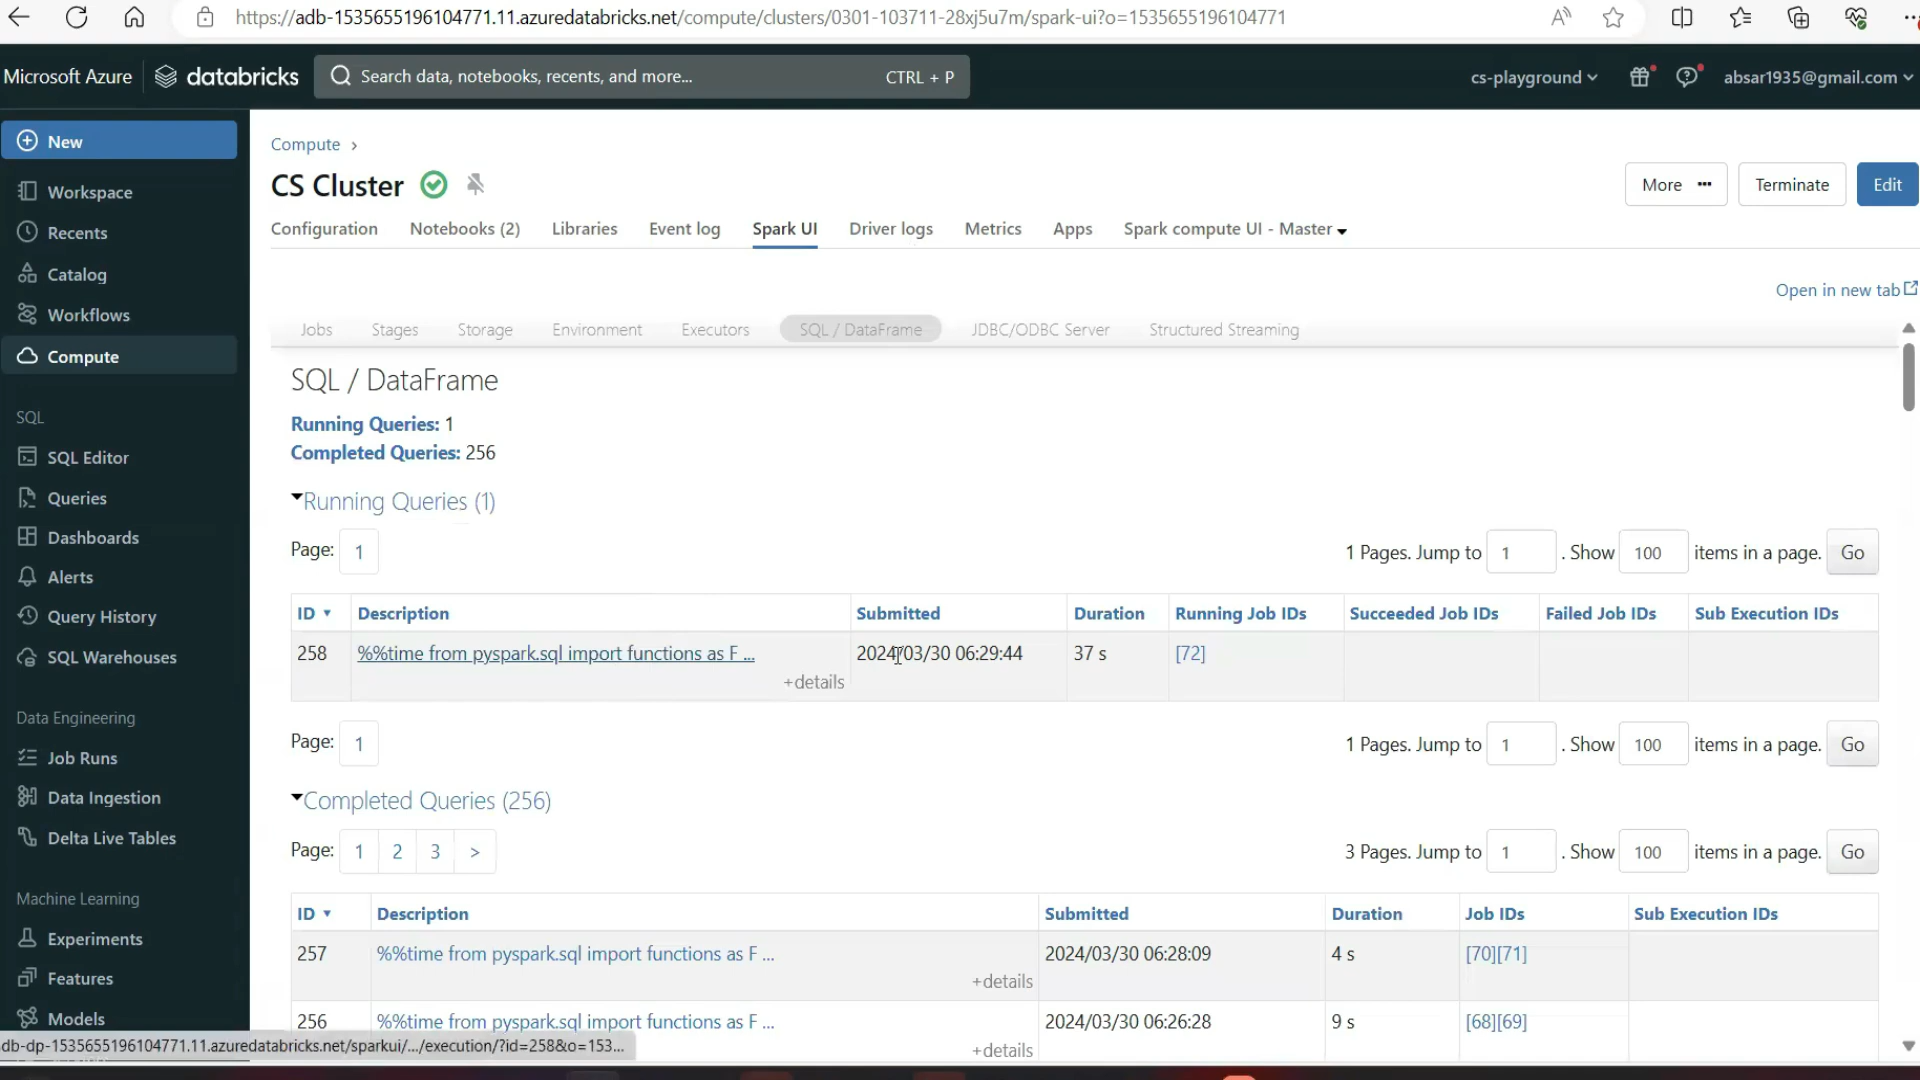 https://adb-1535655196104771.11.azuredatabricks.net/compute/clusters/0301-103711-28xj5u7m/spark-ui?o=1535655196104771
Microsoft Azure databricks Search data, notebooks, recents, and more... CTRL + P cs-playground absar1935@gmail.com
New
Workspace
Recents
Catalog
Workflows
Compute
SQL
SQL Editor
Queries
Dashboards
Alerts
Query History
SQL Warehouses
Data Engineering
Job Runs
Data Ingestion
Delta Live Tables
Machine Learning
Experiments
Features
Models
Compute ›
CS Cluster
More ··· Terminate Edit
Configuration Notebooks (2) Libraries Event log Spark UI Driver logs Metrics Apps Spark compute UI - Master
Open in new tab
Jobs Stages Storage Environment Executors SQL / DataFrame JDBC/ODBC Server Structured Streaming
SQL / DataFrame
Running Queries: 1
Completed Queries: 256
Running Queries (1)
Page: 1 1 Pages. Jump to 1 . Show 100 items in a page. Go
ID Description Submitted Duration Running Job IDs Succeeded Job IDs Failed Job IDs Sub Execution IDs
258 %%time from pyspark.sql import functions as F ... 2024/03/30 06:29:44 37 s [72]
+details
Page: 1 1 Pages. Jump to 1 . Show 100 items in a page. Go
Completed Queries (256)
Page: 1 2 3 > 3 Pages. Jump to 1 . Show 100 items in a page. Go
ID Description Submitted Duration Job IDs Sub Execution IDs
257 %%time from pyspark.sql import functions as F ... 2024/03/30 06:28:09 4 s [70][71]
+details
256 %%time from pyspark.sql import functions as F ... 2024/03/30 06:26:28 9 s [68][69]
+details
db-dp-1535655196104771.11.azuredatabricks.net/sparkui/.../execution/?id=258&o=153...